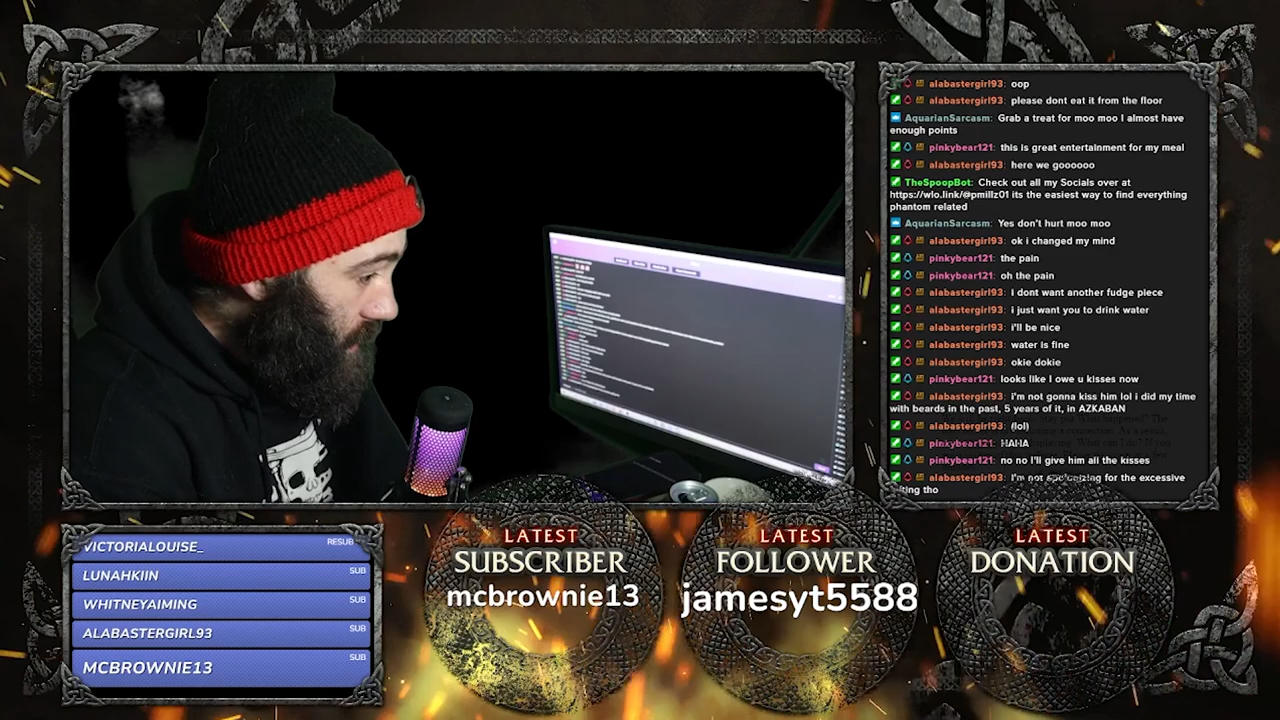 alabastergirl93: oop
alabastergirl93: please dont eat it from the floor
AquarianSarcasm: Grab a treat for moo moo I almost have
enough points
pinkybear121: this is great entertainment for my meal
alabastergirl93: here we goooooo
TheSpoopBot: Check out all my Socials over at
https://wlo.link/@pmillz01 its the easiest way to find everything
phantom related
AquarianSarcasm: Yes don't hurt moo moo
alabastergirl93: ok i changed my mind
pinkybear121: the pain
pinkybear121: oh the pain
alabastergirl93: I dont want another fudge piece
alabastergirl93: i just want you to drink water
alabastergirl93: i'll be nice
alabastergirl93: water is fine
alabastergirl93: okie dokie
pinkybear121: looks like I owe u kisses now
alabastergirl93: i'm not gonna kiss him lol i did my time
with beards in the past, 5 years of it, in AZKABAN
alabastergirl93: (lol)
pinkybear121: HAHA
pinkybear121: no no I'll give him all the kisses
alabastergirl93: I'm not apologizing for the excessive
tho
VICTORIALOUISE_ RESUB
LUNAHKIIN SUB
WHITNEYAIMING SUB
ALABASTERGIRL93 SUB
MCBROWNIE13 SUB
LATEST
SUBSCRIBER
mcbrownie13
LATEST
FOLLOWER
jamesyt5588
LATEST
DONATION